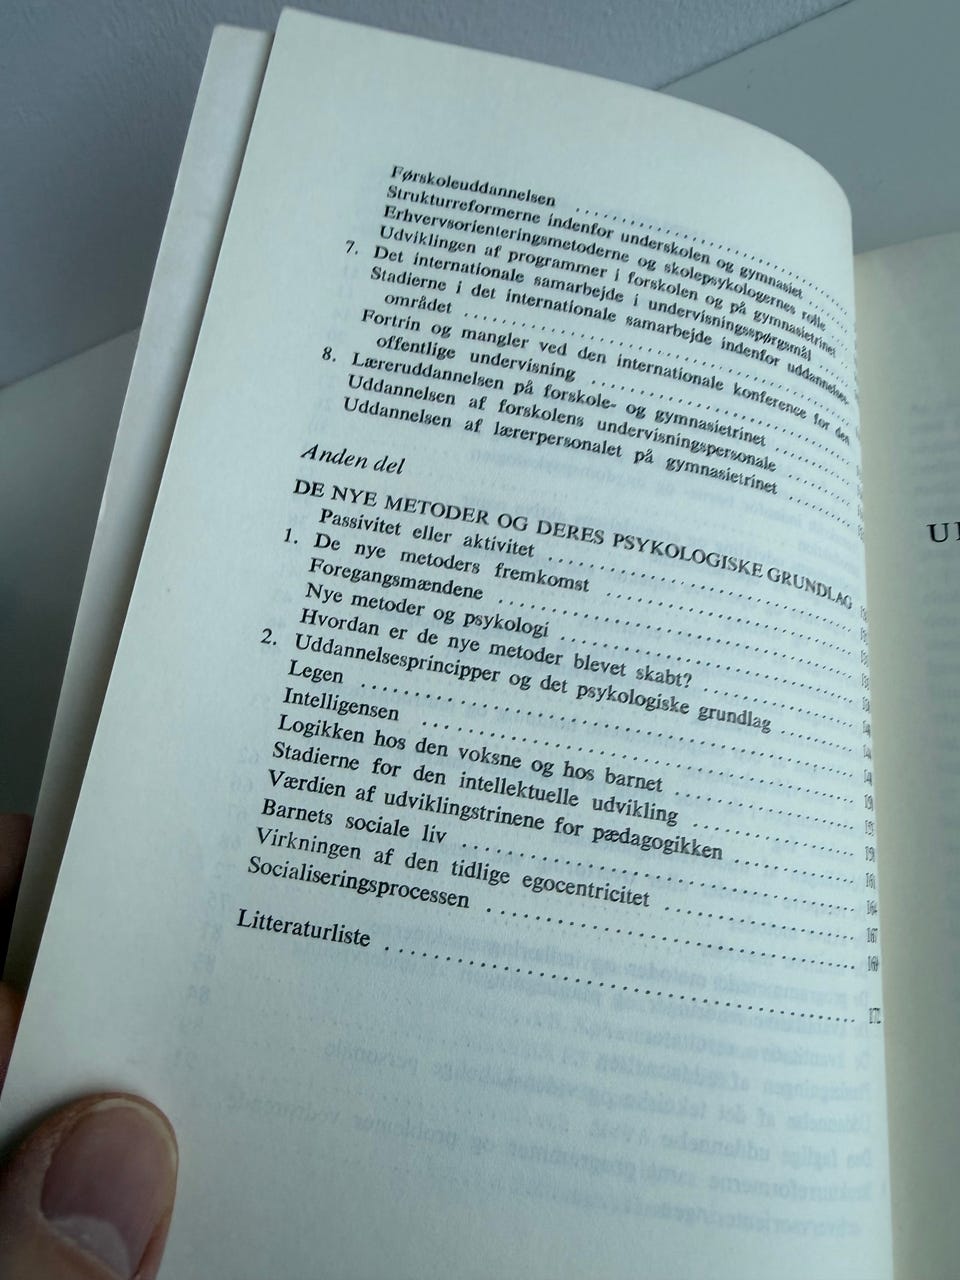 Førskoleuddannelsen
Strukturreformerne indenfor underskolen og gymnasiet
Erhvervsorienteringsmetoderne og skolepsykologernes rolle
Udviklingen af programmer i forskolen og på gymnasietrinet
7. Det internationale samarbejde i undervisningsspørgsmål
Stadierne i det internationale samarbejde indenfor uddannelses-
området
Fortrin og mangler ved den internationale konference for den
offentlige undervisning
8. Læreruddannelsen på forskole- og gymnasietrinet
Uddannelsen af forskolens undervisningspersonale
Uddannelsen af lærerpersonalet på gymnasietrinet
Anden del
DE NYE METODER OG DERES PSYKOLOGISKE GRUNDLAG
Passivitet eller aktivitet
1. De nye metoders fremkomst
Foregangsmændene
Nye metoder og psykologi
Hvordan er de nye metoder blevet skabt?
2. Uddannelsesprincipper og det psykologiske grundlag
Legen
Intelligensen
Logikken hos den voksne og hos barnet
Stadierne for den intellektuelle udvikling
Værdien af udviklingstrinene for pædagogikken
Barnets sociale liv
Virkningen af den tidlige egocentricitet
Socialiseringsprocessen
Litteraturliste